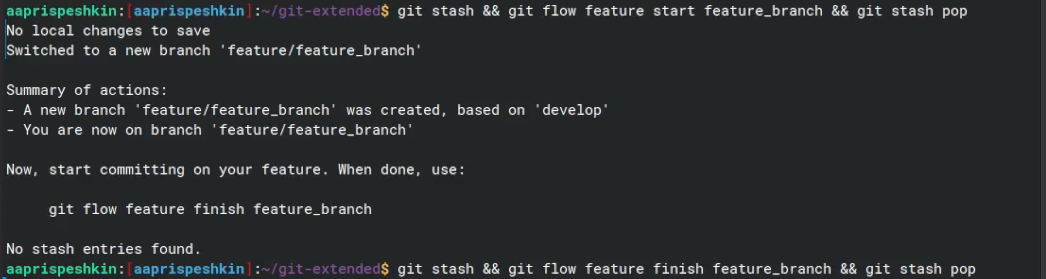 aaprispeshkin:[aaprispeshkin]:~/git-extended$ git stash && git flow feature start feature_branch && git stash pop
No local changes to save
Switched to a new branch 'feature/feature_branch'
Summary of actions:
- A new branch 'feature/feature_branch' was created, based on 'develop'
- You are now on branch 'feature/feature_branch'
Now, start committing on your feature. When done, use:
git flow feature finish feature_branch
No stash entries found.
aaprispeshkin:[aaprispeshkin]:~/git-extended$ git stash && git flow feature finish feature_branch && git stash pop